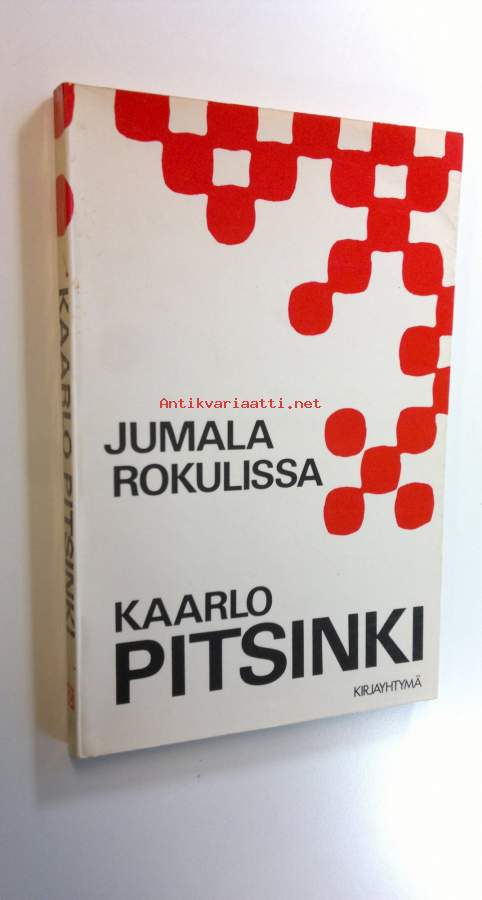 Antikvariaatti.net
JUMALA
ROKULISSA
KAARLO
PITSINKI
KIRJAYHTYMÄ
KAARLO PITSINKI